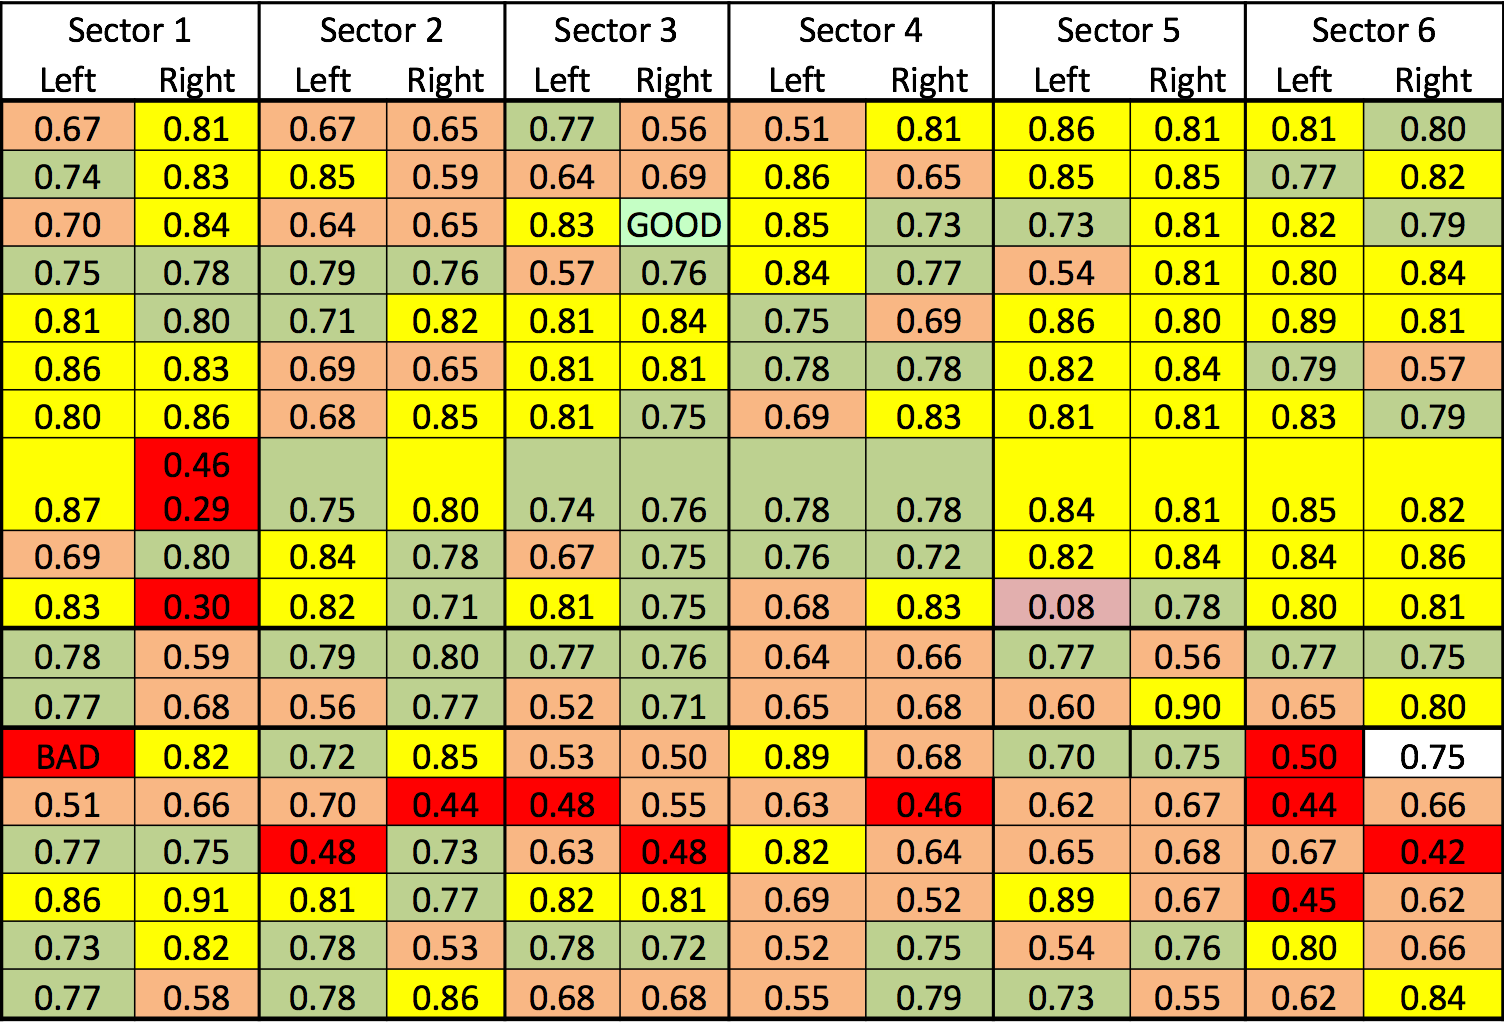 Sector 1 Sector 2 Sector 3 Sector 4 Sector 5 Sector 6
Left Right Left Right Left Right Left Right Left Right Left Right
0.67 0.81 0.67 0.65 0.77 0.56 0.51 0.81 0.86 0.81 0.81 0.80
0.74 0.83 0.85 0.59 0.64 0.69 0.86 0.65 0.85 0.85 0.77 0.82
0.70 0.84 0.64 0.65 0.83 GOOD 0.85 0.73 0.73 0.81 0.82 0.79
0.75 0.78 0.79 0.76 0.57 0.76 0.84 0.77 0.54 0.81 0.80 0.84
0.81 0.80 0.71 0.82 0.81 0.84 0.75 0.69 0.86 0.80 0.89 0.81
0.86 0.83 0.69 0.65 0.81 0.81 0.78 0.78 0.82 0.84 0.79 0.57
0.80 0.86 0.68 0.85 0.81 0.75 0.69 0.83 0.81 0.81 0.83 0.79
0.46
0.87 0.29 0.75 0.80 0.74 0.76 0.78 0.78 0.84 0.81 0.85 0.82
0.69 0.80 0.84 0.78 0.67 0.75 0.76 0.72 0.82 0.84 0.84 0.86
0.83 0.30 0.82 0.71 0.81 0.75 0.68 0.83 0.08 0.78 0.80 0.81
0.78 0.59 0.79 0.80 0.77 0.76 0.64 0.66 0.77 0.56 0.77 0.75
0.77 0.68 0.56 0.77 0.52 0.71 0.65 0.68 0.60 0.90 0.65 0.80
BAD 0.82 0.72 0.85 0.53 0.50 0.89 0.68 0.70 0.75 0.50 0.75
0.51 0.66 0.70 0.44 0.48 0.55 0.63 0.46 0.62 0.67 0.44 0.66
0.77 0.75 0.48 0.73 0.63 0.48 0.82 0.64 0.65 0.68 0.67 0.42
0.86 0.91 0.81 0.77 0.82 0.81 0.69 0.52 0.89 0.67 0.45 0.62
0.73 0.82 0.78 0.53 0.78 0.72 0.52 0.75 0.54 0.76 0.80 0.66
0.77 0.58 0.78 0.86 0.68 0.68 0.55 0.79 0.73 0.55 0.62 0.84